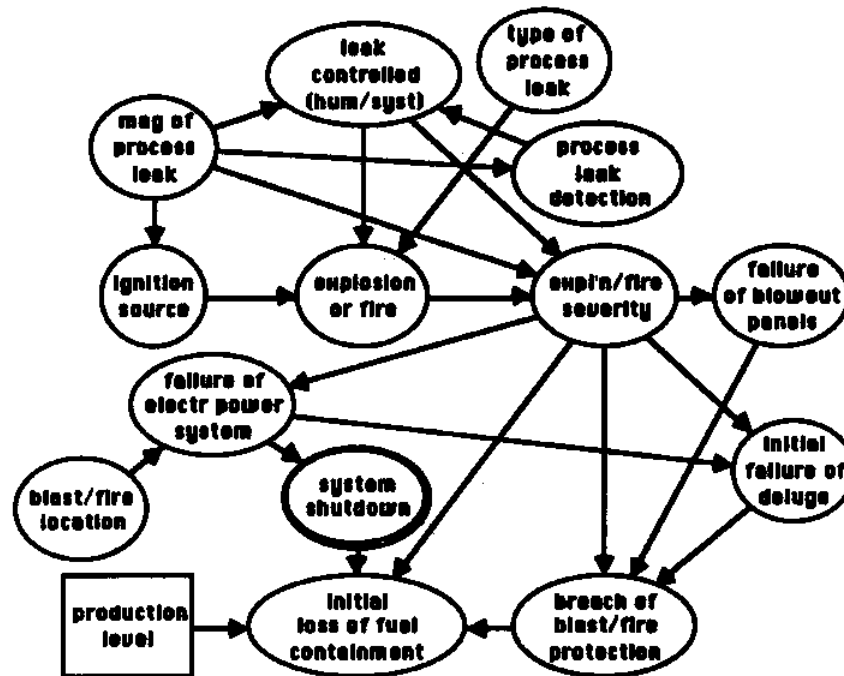 leak
controlled
(hum/syst)
type of
process
leak
mag of
process
leak
process
leak
detection
ignition
source
explosion
or fire
expl'n/fire
severity
failure
of blowout
panels
failure of
electr power
system
initial
failure of
deluge
blast/fire
location
system
shutdown
production
level
initial
loss of fuel
containment
breach of
blast/fire
protection